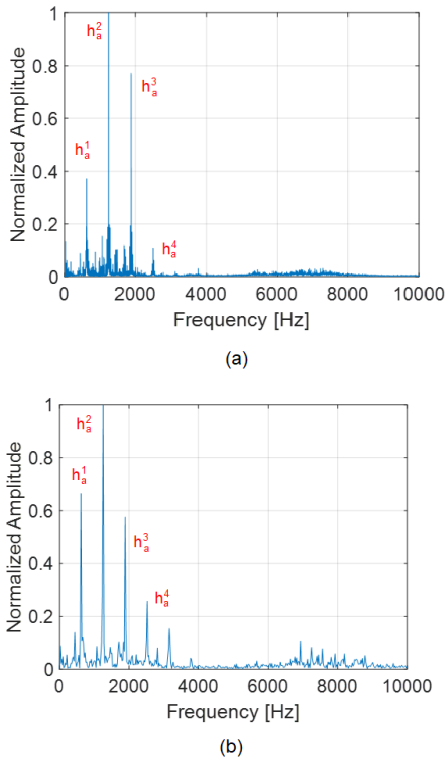 Normalized Amplitude
1
0.8
0.6
0.4
0.2
0
h_a^2
h_a^3
h_a^1
h_a^4
0 2000 4000 6000 8000 10000
Frequency [Hz]
(a)
Normalized Amplitude
1
0.8
0.6
0.4
0.2
0
h_a^2
h_a^1
h_a^3
h_a^4
0 2000 4000 6000 8000 10000
Frequency [Hz]
(b)